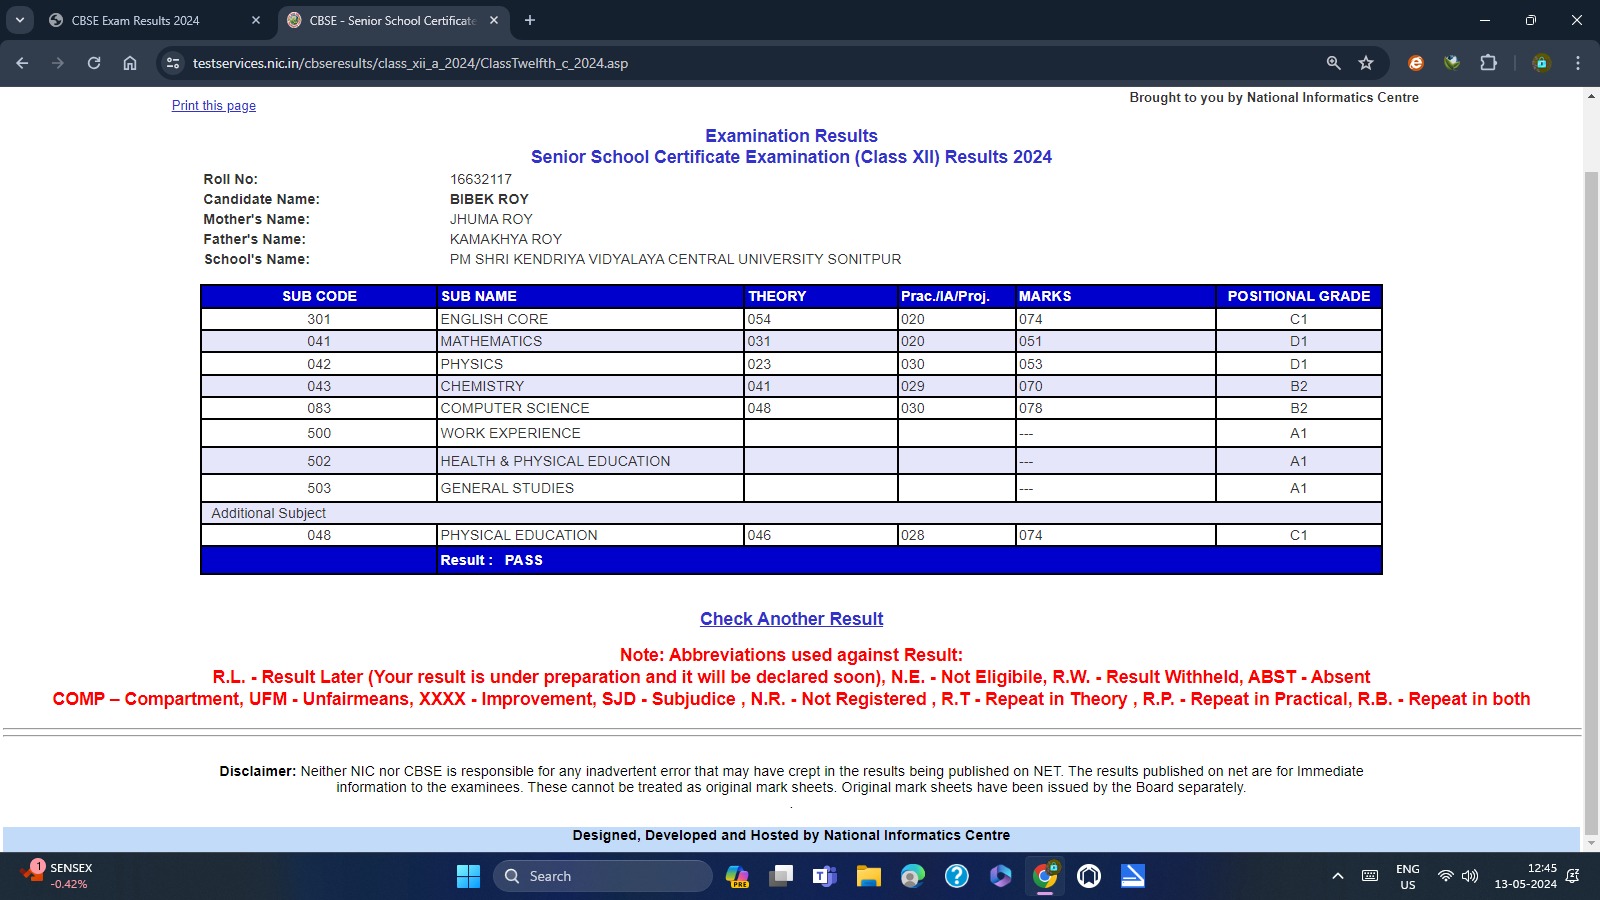 CBSE Exam Results 2024
CBSE - Senior School Certificate
testservices.nic.in/cbseresults/class_xii_a_2024/ClassTwelfth_c_2024.asp
Print this page
Brought to you by National Informatics Centre
Examination Results
Senior School Certificate Examination (Class XII) Results 2024
Roll No: 16632117
Candidate Name: BIBEK ROY
Mother's Name: JHUMA ROY
Father's Name: KAMAKHYA ROY
School's Name: PM SHRI KENDRIYA VIDYALAYA CENTRAL UNIVERSITY SONITPUR
SUB CODE SUB NAME THEORY Prac./IA/Proj. MARKS POSITIONAL GRADE
301 ENGLISH CORE 054 020 074 C1
041 MATHEMATICS 031 020 051 D1
042 PHYSICS 023 030 053 D1
043 CHEMISTRY 041 029 070 B2
083 COMPUTER SCIENCE 048 030 078 B2
500 WORK EXPERIENCE --- A1
502 HEALTH & PHYSICAL EDUCATION --- A1
503 GENERAL STUDIES --- A1
Additional Subject
048 PHYSICAL EDUCATION 046 028 074 C1
Result : PASS
Check Another Result
Note: Abbreviations used against Result:
R.L. - Result Later (Your result is under preparation and it will be declared soon), N.E. - Not Eligibile, R.W. - Result Withheld, ABST - Absent
COMP – Compartment, UFM - Unfairmeans, XXXX - Improvement, SJD - Subjudice , N.R. - Not Registered , R.T - Repeat in Theory , R.P. - Repeat in Practical, R.B. - Repeat in both
Disclaimer: Neither NIC nor CBSE is responsible for any inadvertent error that may have crept in the results being published on NET. The results published on net are for Immediate
information to the examinees. These cannot be treated as original mark sheets. Original mark sheets have been issued by the Board separately.
.
Designed, Developed and Hosted by National Informatics Centre
1
SENSEX
-0.42%
Search
PRE
ENG
US
12:45
13-05-2024